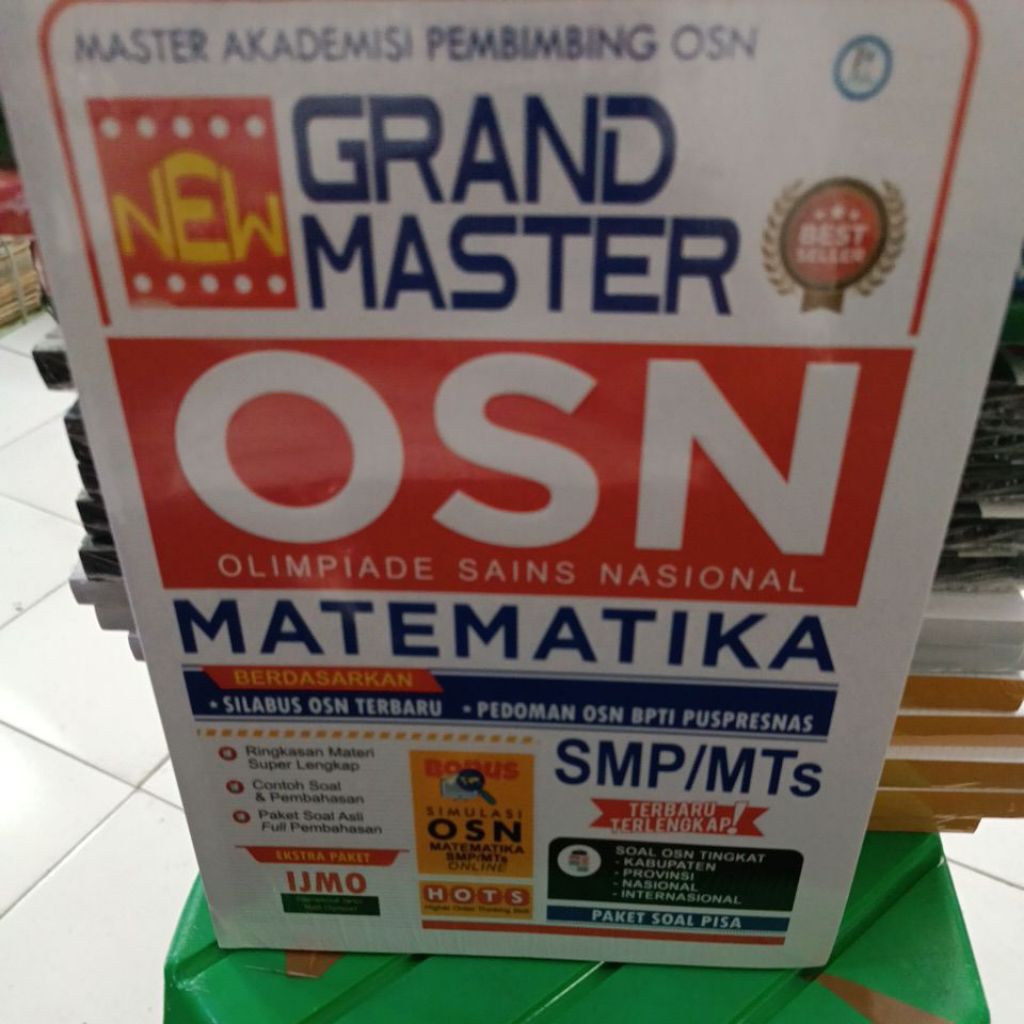 MASTER AKADEMISI PEMBIMBING OSN
NEW
GRAND
MASTER
BEST
SELLER
OSN
OLIMPIADE SAINS NASIONAL
MATEMATIKA
BERDASARKAN
• SILABUS OSN TERBARU • PEDOMAN OSN BPTI PUSPRESNAS
Ringkasan Materi
Super Lengkap
Contoh Soal
& Pembahasan
Paket Soal Asli
Full Pembahasan
EKSTRA PAKET
IJMO
BONUS
SIMULASI
OSN
MATEMATIKA
SMP/MTs
ONLINE
HOTS
Higher Order Thinking Skill
SMP/MTs
TERBARU
TERLENGKAP!
SOAL OSN TINGKAT
- KABUPATEN
- PROVINSI
- NASIONAL
- INTERNASIONAL
PAKET SOAL PISA